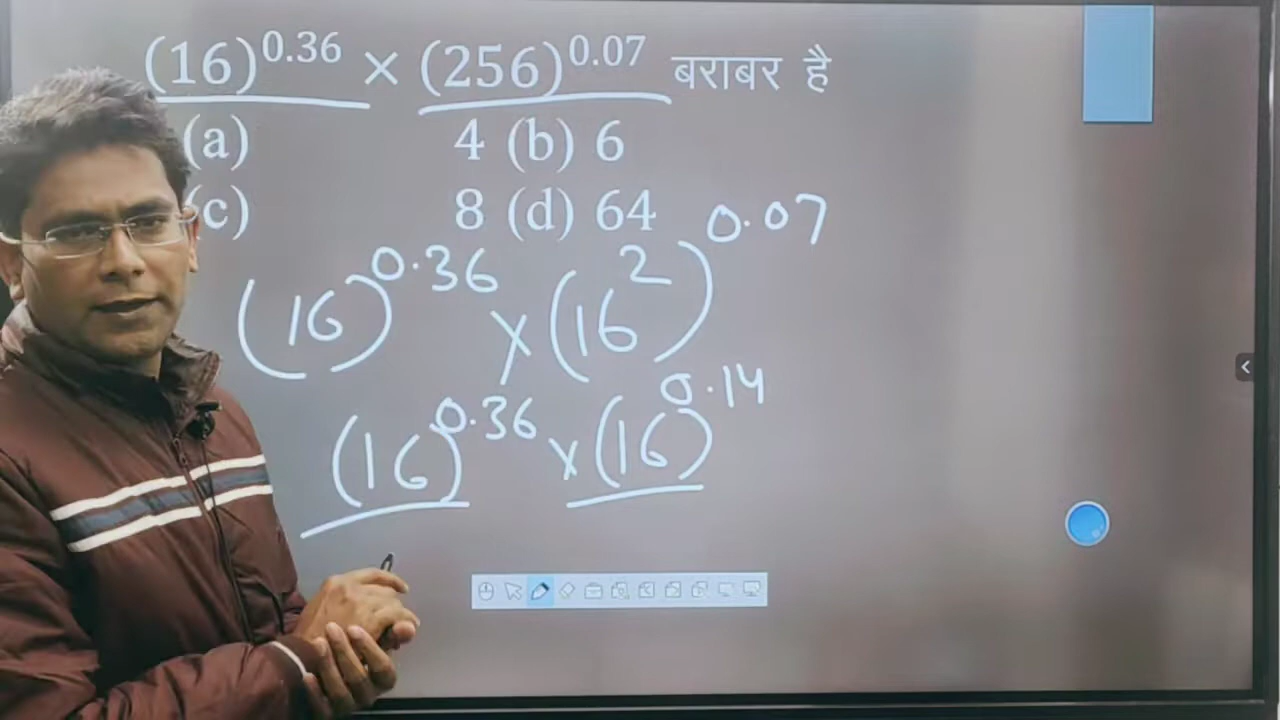 (16)^0.36 × (256)^0.07 बराबर है
(a) 4 (b) 6
(c) 8 (d) 64
(16)^0.36 × (16^2)^0.07
(16)^0.36 × (16)^0.14